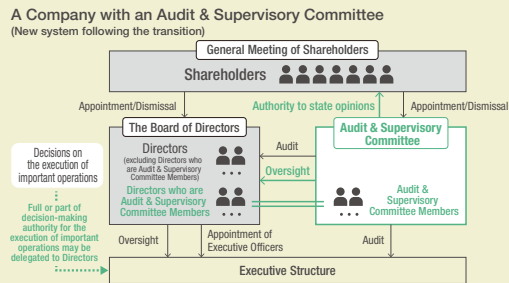 A Company with an Audit & Supervisory Committee
(New system following the transition)
General Meeting of Shareholders
Shareholders
Appointment/Dismissal
Authority to state opinions
Appointment/Dismissal
The Board of Directors
Audit & Supervisory
Committee
Decisions on
the execution of
important operations
Directors
(excluding Directors who
are Audit & Supervisory
Committee Members)
...
Audit
Oversight
Directors who are
Audit & Supervisory
Committee Members
...
...
Audit &
Supervisory
Committee Members
Full or part of
decision-making
authority for the
execution of important
operations may be
delegated to Directors
Oversight
Appointment of
Executive Officers
Audit
Executive Structure